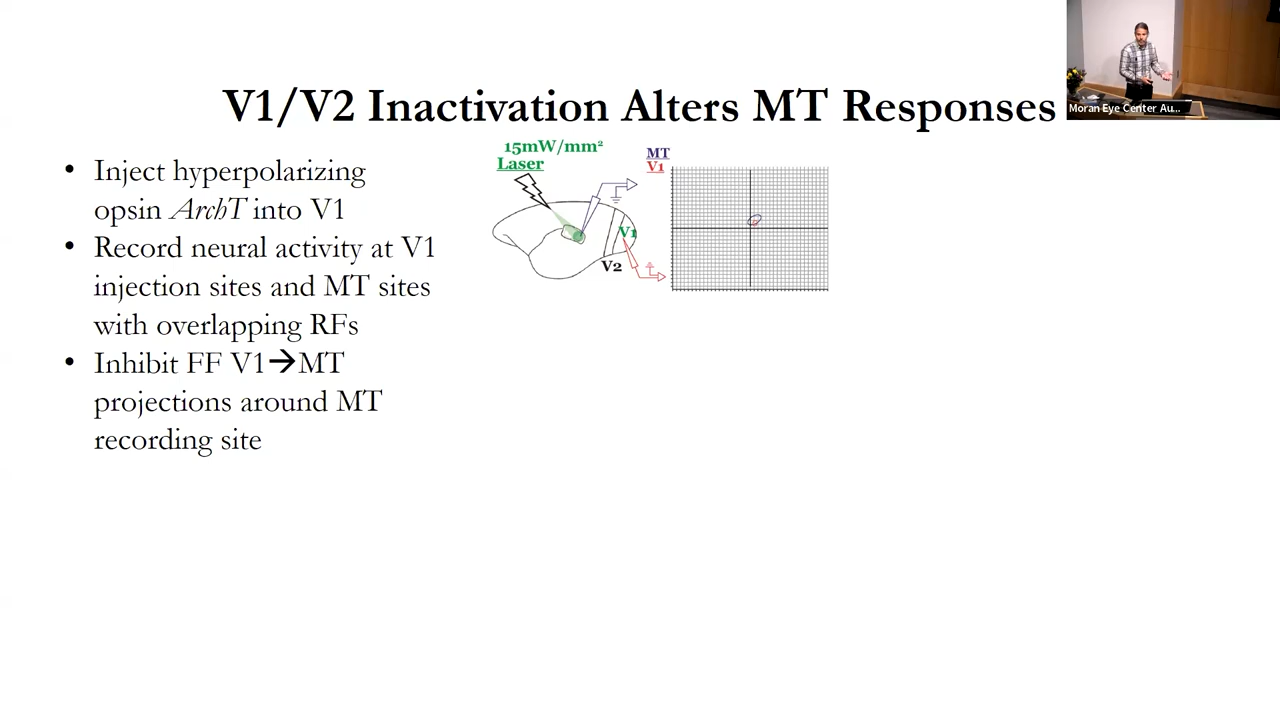 Moran Eye Center Au...
V1/V2 Inactivation Alters MT Responses
• Inject hyperpolarizing
opsin ArchT into V1
• Record neural activity at V1
injection sites and MT sites
with overlapping RFs
• Inhibit FF V1→MT
projections around MT
recording site
15mW/mm²
Laser
V1
V2
MT
V1